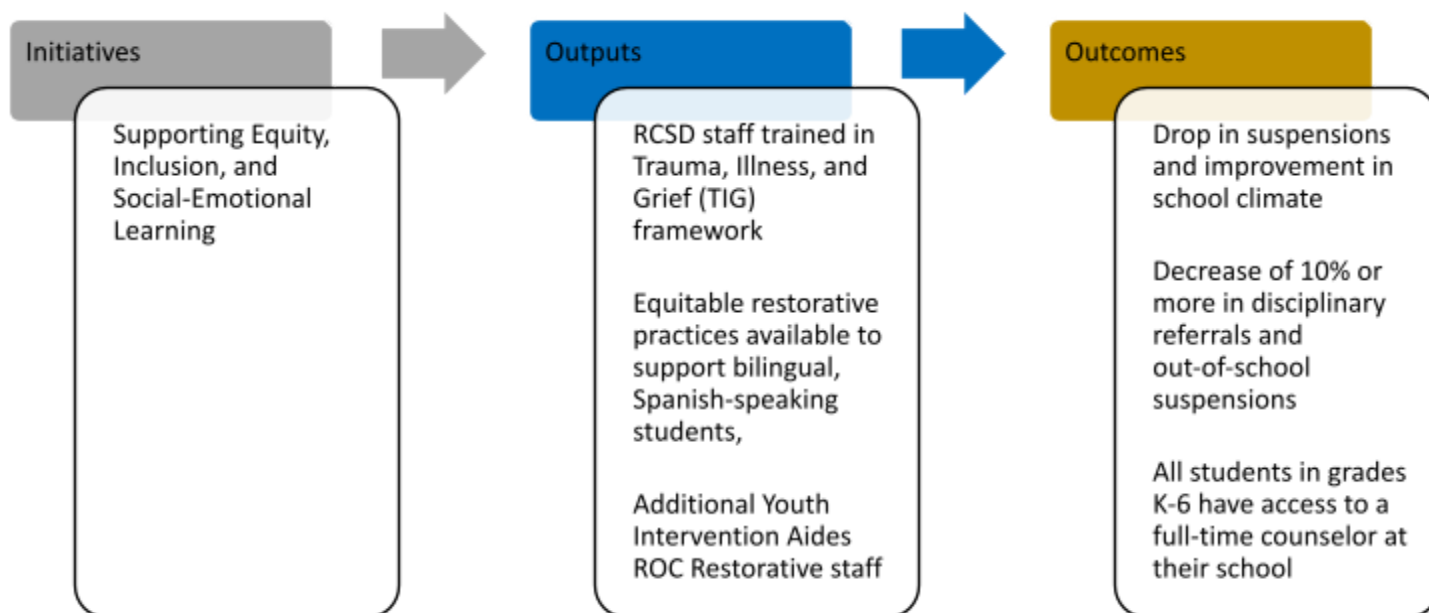 Initiatives
Supporting Equity,
Inclusion, and
Social-Emotional
Learning
Outputs
RCSD staff trained in
Trauma, Illness, and
Grief (TIG)
framework
Equitable restorative
practices available to
support bilingual,
Spanish-speaking
students,
Additional Youth
Intervention Aides
ROC Restorative staff
Outcomes
Drop in suspensions
and improvement in
school climate
Decrease of 10% or
more in disciplinary
referrals and
out-of-school
suspensions
All students in grades
K-6 have access to a
full-time counselor at
their school